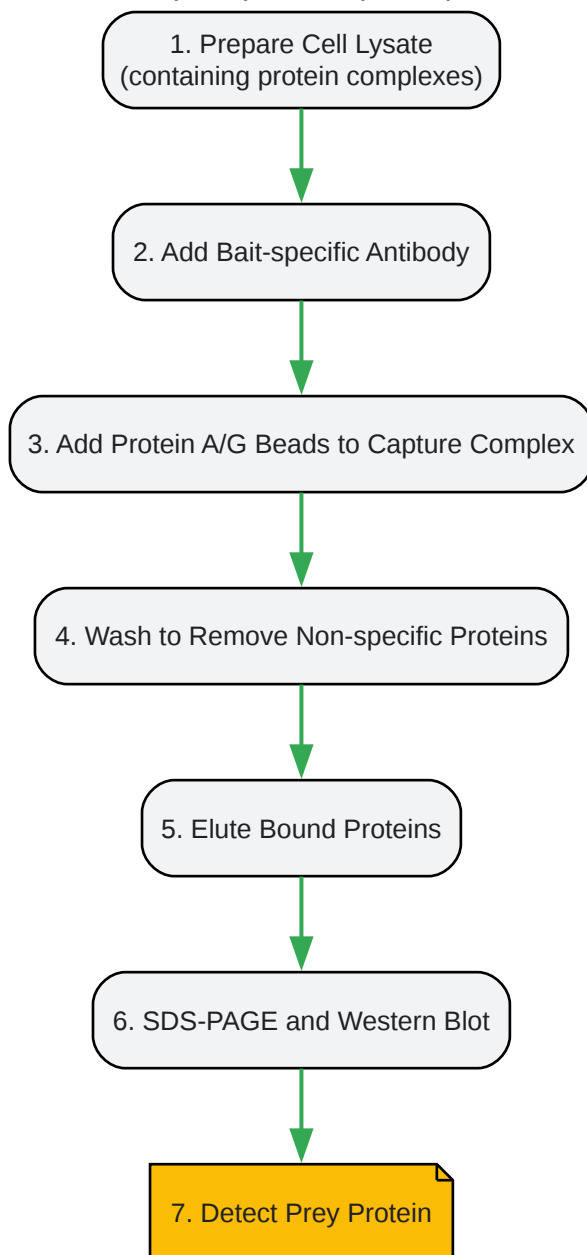 1. Prepare Cell Lysate
(containing protein complexes)
2. Add Bait-specific Antibody
3. Add Protein A/G Beads to Capture Complex
4. Wash to Remove Non-specific Proteins
5. Elute Bound Proteins
6. SDS-PAGE and Western Blot
7. Detect Prey Protein